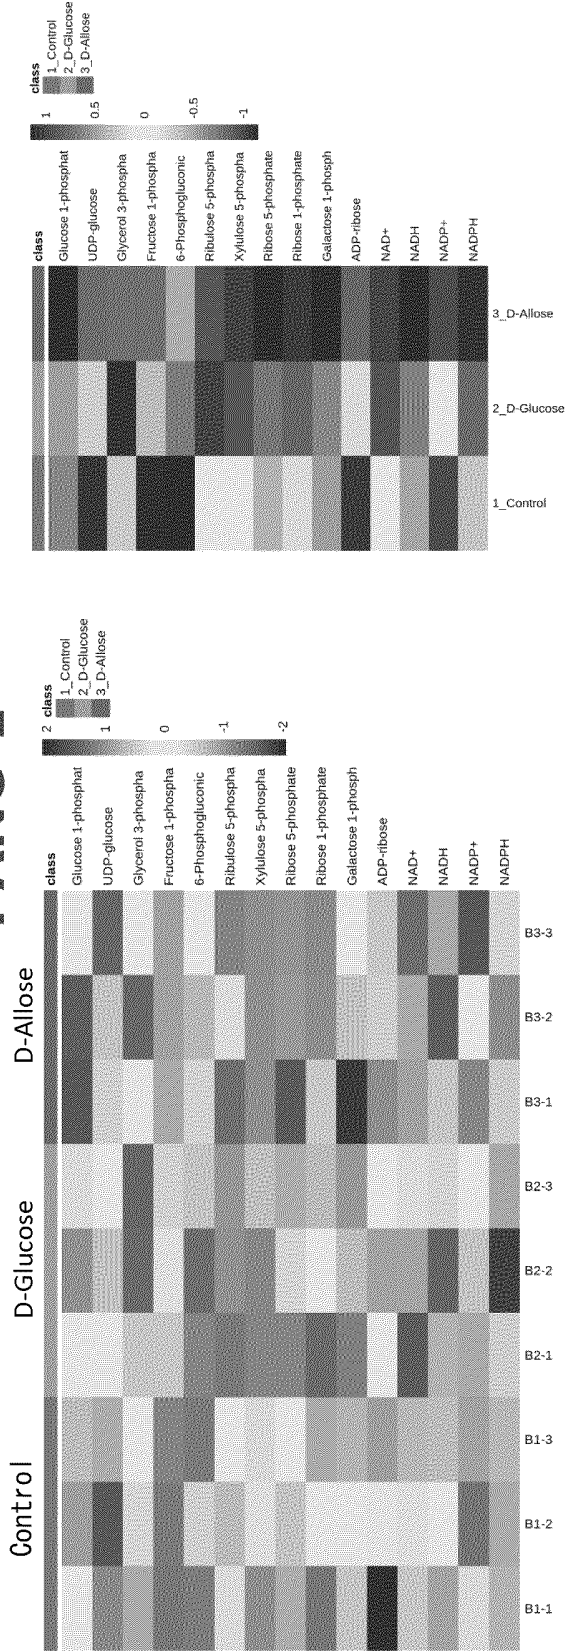 class
1_Control
2_D-Glucose
3_D-Allose
1
0.5
0
-0.5
-1
class
Glucose 1-phosphat
UDP-glucose
Glycerol 3-phospha
Fructose 1-phospha
6-Phosphogluconic
Ribulose 5-phospha
Xylulose 5-phospha
Ribose 5-phosphate
Ribose 1-phosphate
Galactose 1-phosph
ADP-ribose
NAD+
NADH
NADP+
NADPH
3_D-Allose
2_D-Glucose
1_Control
class
1_Control
2_D-Glucose
3_D-Allose
2
1
0
-1
-2
class
Glucose 1-phosphat
UDP-glucose
Glycerol 3-phospha
Fructose 1-phospha
6-Phosphogluconic
Ribulose 5-phospha
Xylulose 5-phospha
Ribose 5-phosphate
Ribose 1-phosphate
Galactose 1-phosph
ADP-ribose
NAD+
NADH
NADP+
NADPH
Control
D-Glucose
D-Allose
B1-1
B1-2
B1-3
B2-1
B2-2
B2-3
B3-1
B3-2
B3-3